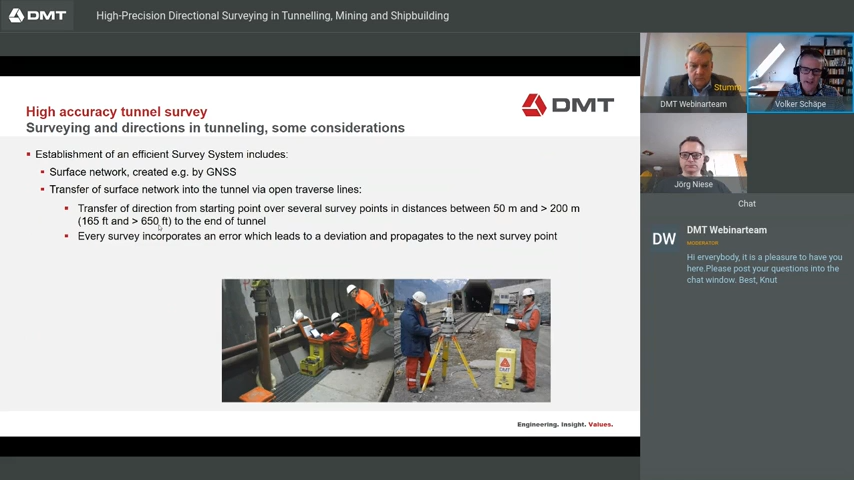 DMT
High-Precision Directional Surveying in Tunnelling, Mining and Shipbuilding
High accuracy tunnel survey
Surveying and directions in tunneling, some considerations
DMT
Establishment of an efficient Survey System includes:
Surface network, created e.g. by GNSS
Transfer of surface network into the tunnel via open traverse lines:
Transfer of direction from starting point over several survey points in distances between 50 m and > 200 m
(165 ft and > 650 ft) to the end of tunnel
Every survey incorporates an error which leads to a deviation and propagates to the next survey point
DMT
Engineering. Insight. Values.
Stumm
DMT Webinarteam
Volker Schäpe
Jörg Niese
Chat
DW
DMT Webinarteam
MODERATOR
Hi erverybody, it is a pleasure to have you
here.Please post your questions into the
chat window. Best, Knut